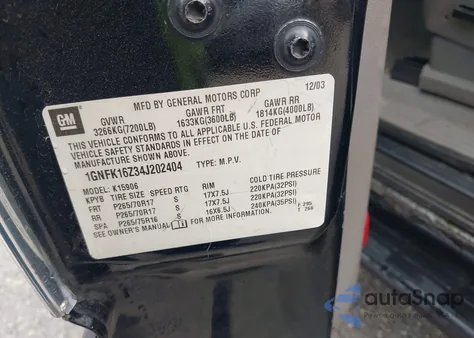 GM
MFD BY GENERAL MOTORS CORP
12/03
GVWR GAWR FRT GAWR RR
3266KG(7200LB) 1633KG(3600LB) 1814KG(4000LB)
THIS VEHICLE CONFORMS TO ALL APPLICABLE U.S. FEDERAL MOTOR
VEHICLE SAFETY STANDARDS IN EFFECT ON THE DATE OF
MANUFACTURE SHOWN ABOVE.
1GNFK16Z34J202404 TYPE: M.P.V.
MODEL: K15906
KPYB TIRE SIZE SPEED RTG RIM COLD TIRE PRESSURE
FRT P265/70R17 S 17X7.5J 220KPA(32PSI)
RR P265/70R17 S 17X7.5J 220KPA(32PSI)
SPA P265/75R16 S 16X6.5J 240KPA(35PSI)
SEE OWNER'S MANUAL FOR ADDITIONAL INFORMATION.
autoSnap